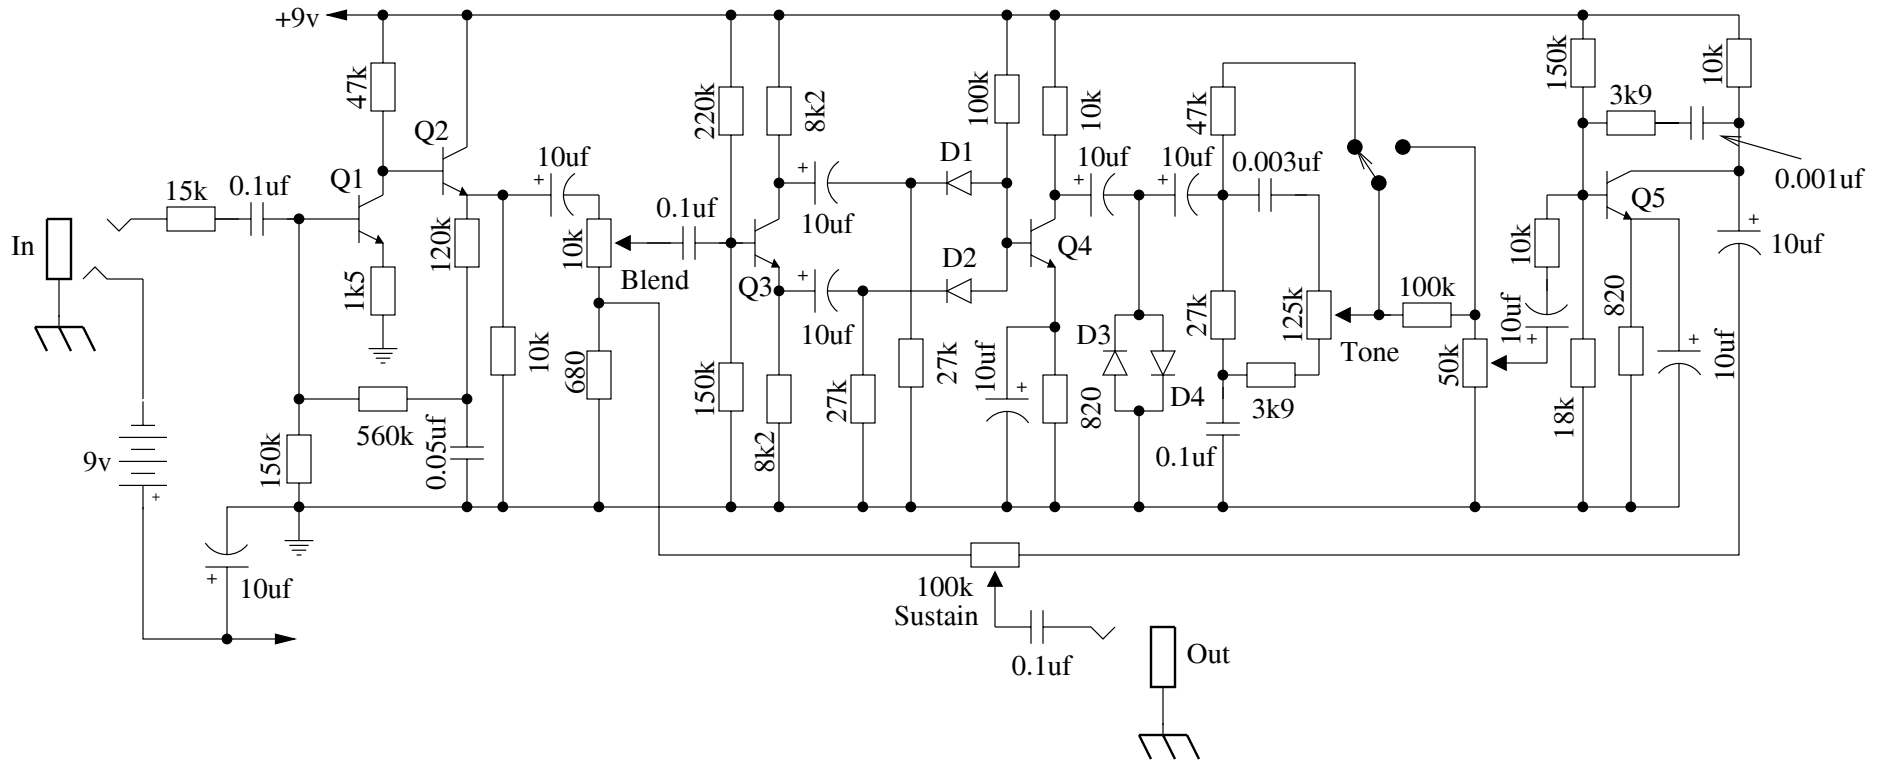 +9v
47k
Q2
Q1
15k
0.1uf
In
1k5
120k
10uf
10k
Blend
0.1uf
10k
680
560k
0.05uf
150k
9v
+
+
10uf
220k
8k2
+
10uf
Q3
+
10uf
150k
8k2
27k
27k
D1
D2
100k
10k
Q4
10uf
+
820
10uf
+
10uf
+
D3
D4
47k
0.003uf
27k
125k
3k9
0.1uf
Tone
100k
50k
10uf
+
10k
150k
3k9
10k
0.001uf
Q5
18k
820
+
10uf
+
10uf
+
100k
Sustain
0.1uf
Out